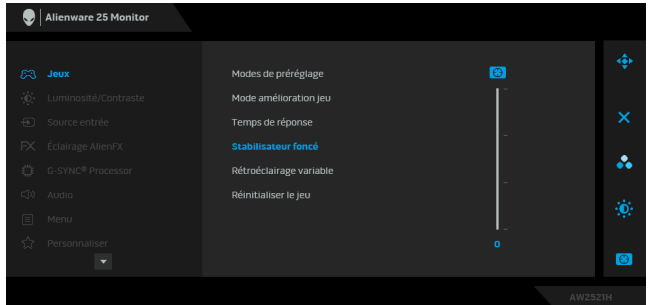 Alienware 25 Monitor
Jeux
Luminosité/Contraste
Source entrée
Éclairage AlienFX
G-SYNC® Processor
Audio
Menu
Personnaliser
Modes de préréglage
Mode amélioration jeu
Temps de réponse
Stabilisateur foncé
Rétroéclairage variable
Réinitialiser le jeu
0
AW2521H